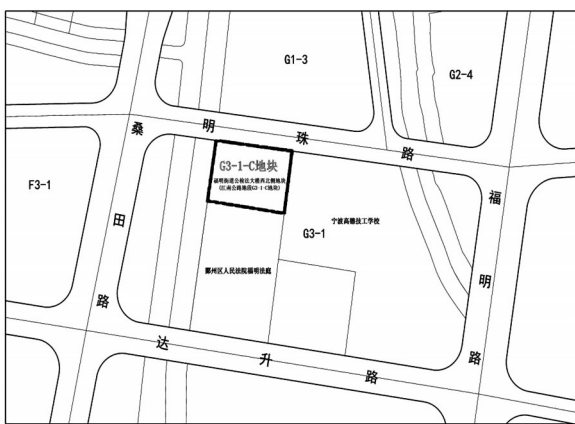 G1-3
G2-4
桑
明
珠
路
G3-1-C地块
福明街道公检法大楼西北侧地块
(江南公路地段G3-1-C地块)
F3-1
福
宁波高德技工学校
田
G3-1
鄞州区人民法院福明法庭
明
路
达
升
路
路